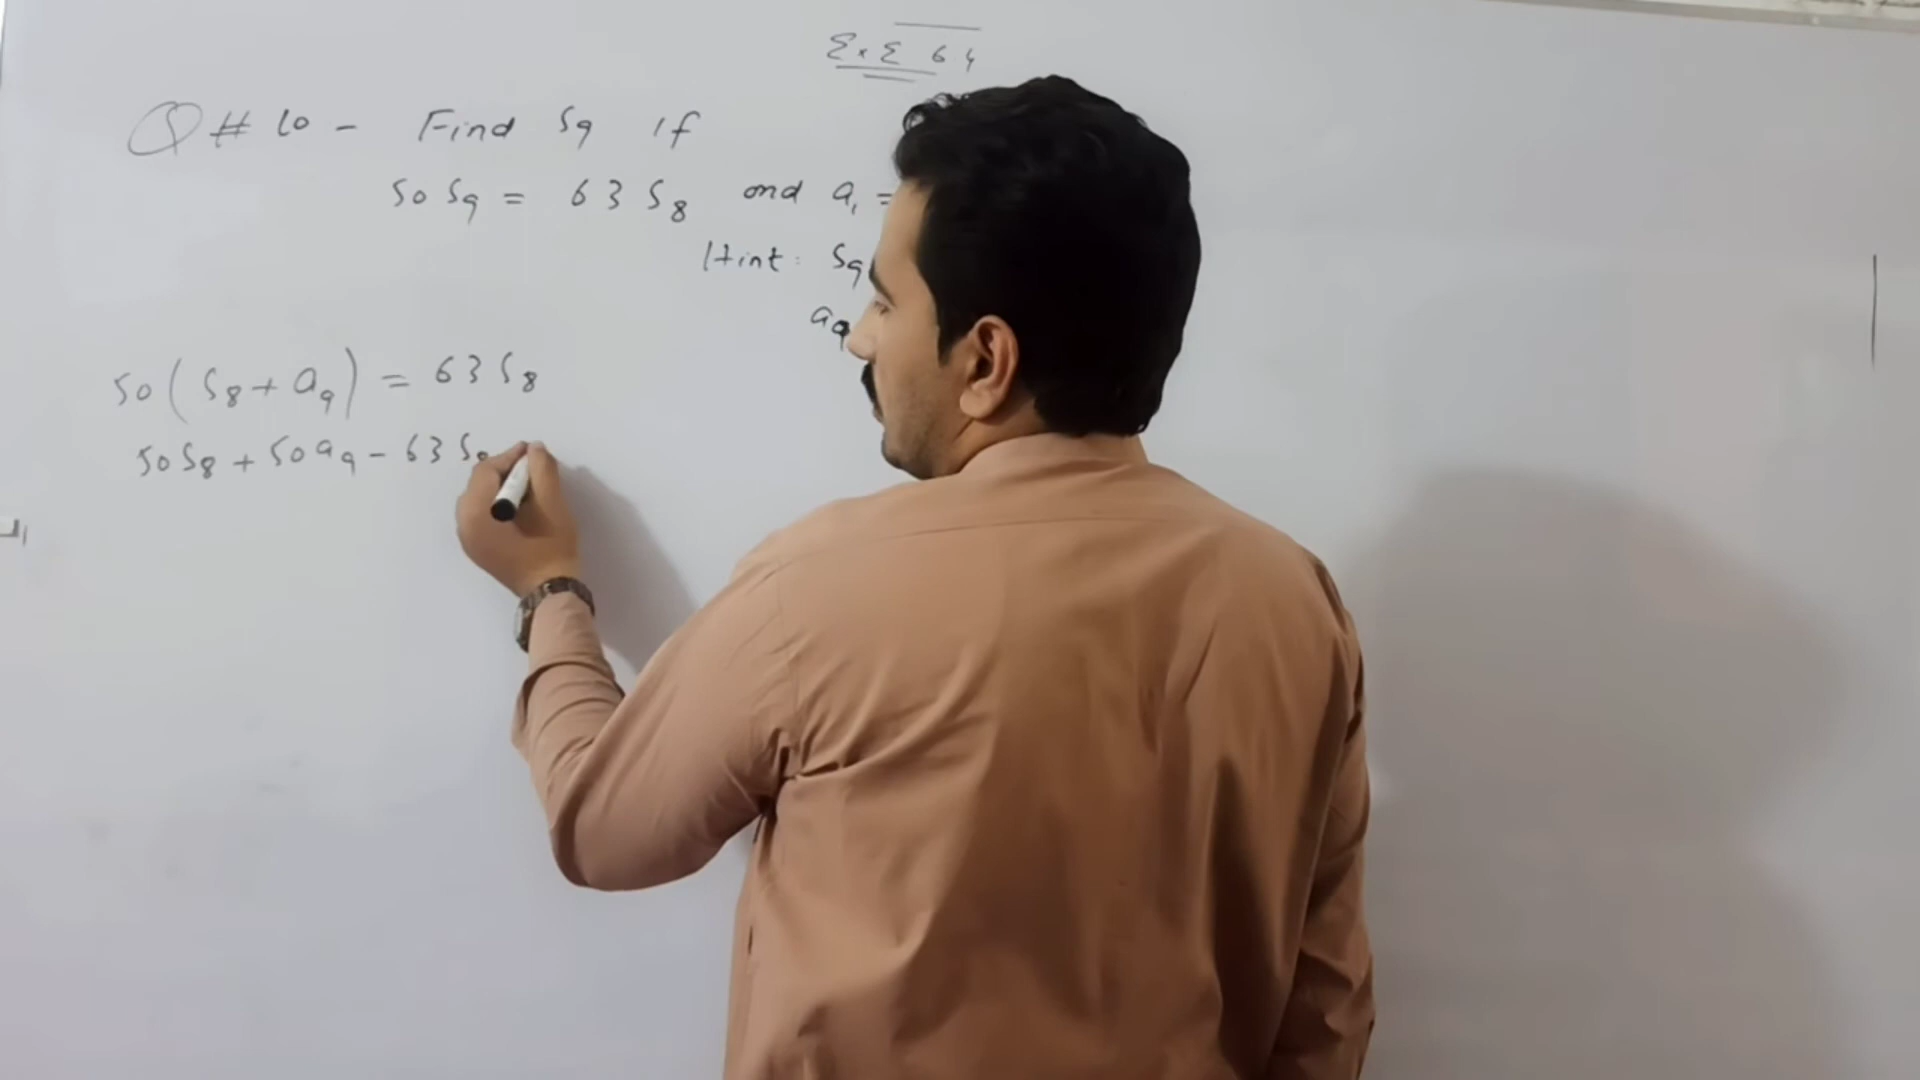 Ex E 6.4
Q # 10 - Find S9 If
50 S9 = 63 S8 and a1 =
Hint: S9
a9
50(S8 + a9) = 63 S8
50 S8 + 50 a9 - 63 S8